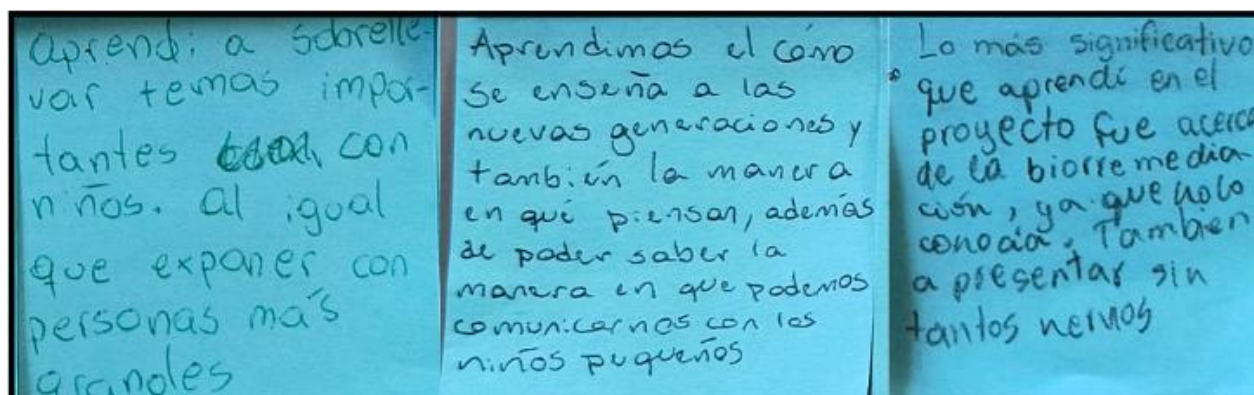 aprendi a sobrelle-
var temas impor-
tantes con
niños. al igual
que exponer con
personas más
grandes
Aprendimos el cómo
se enseña a las
nuevas generaciones y
también la manera
en qué piensan, además
de poder saber la
manera en que podemos
comunicarnos con los
niños pequeños
Lo más significativo
que aprendí en el
proyecto fue acerca
de la biorremedia-
ción, ya que no lo
conocía. Tambien
a presentar sin
tantos nervios